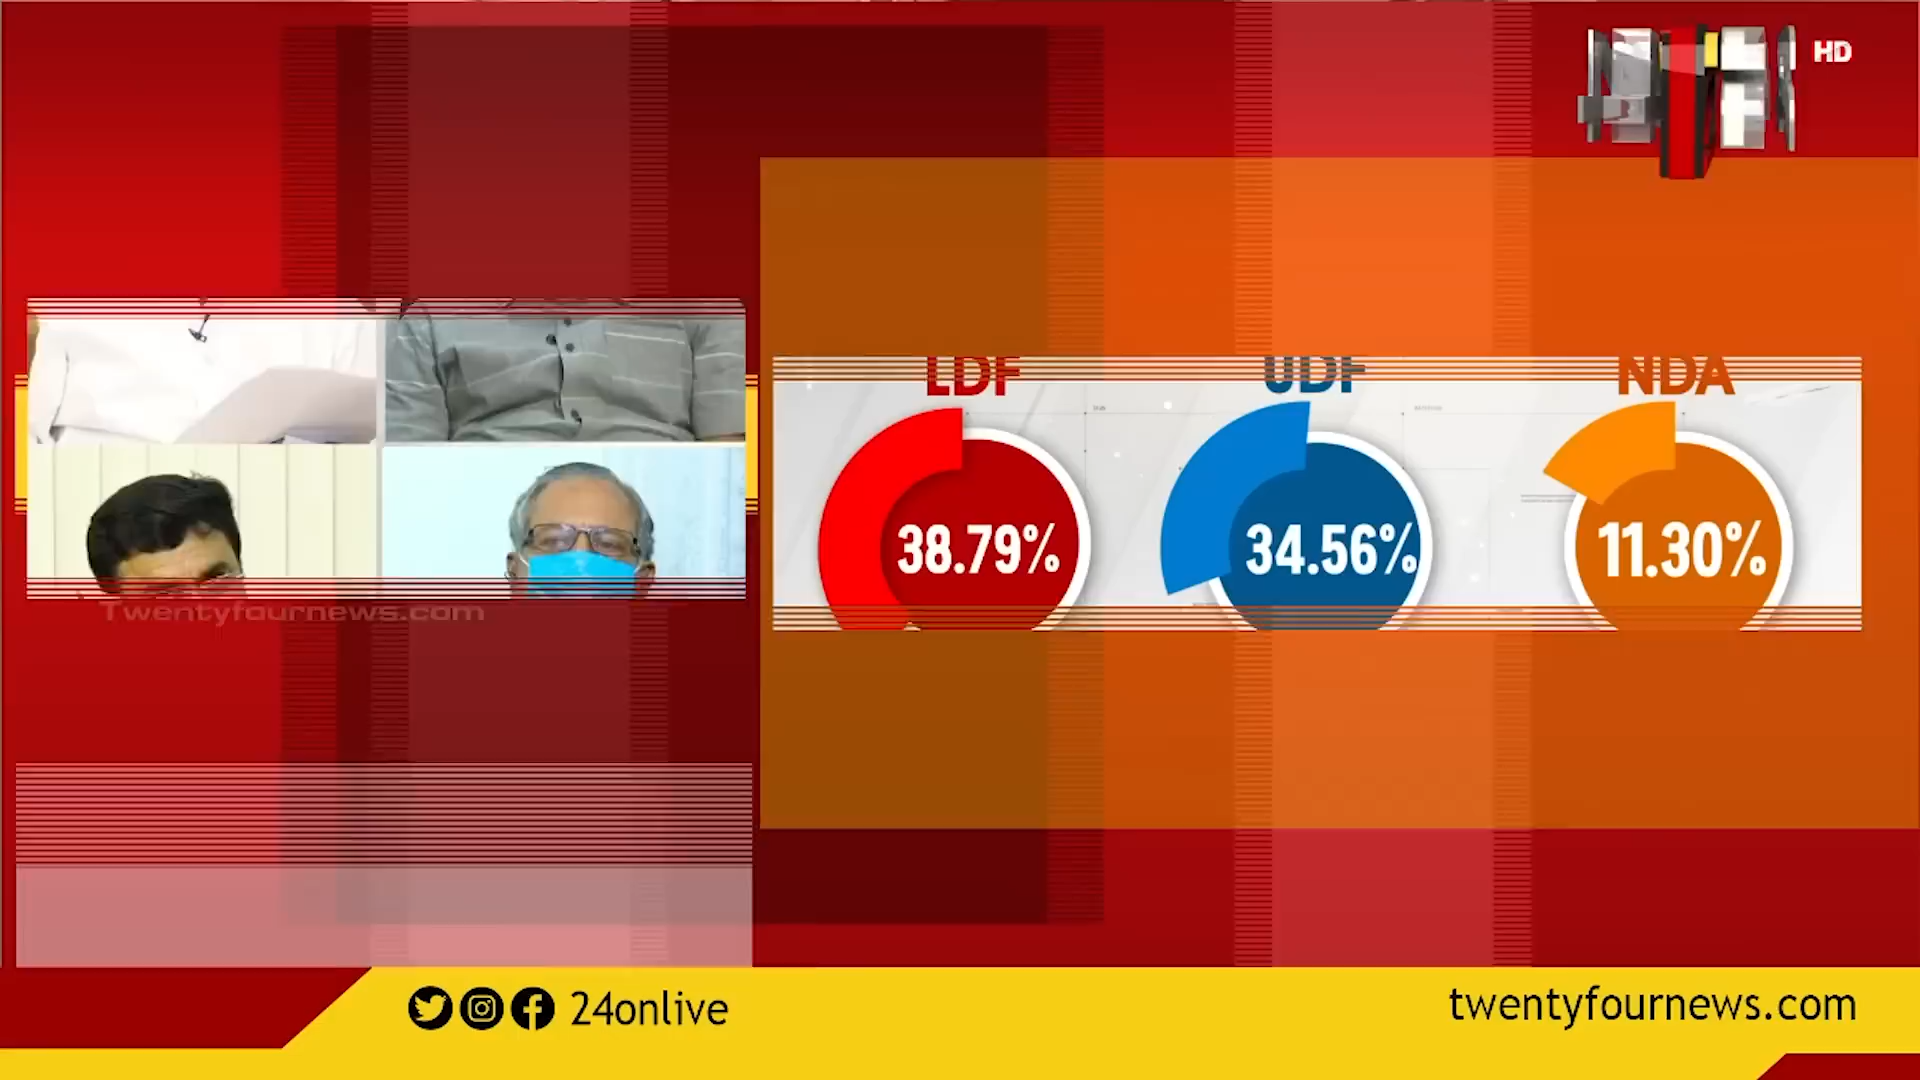 HD
LDF
UDF
NDA
38.79%
34.56%
11.30%
Twentyfournews.com
24onlive
twentyfournews.com